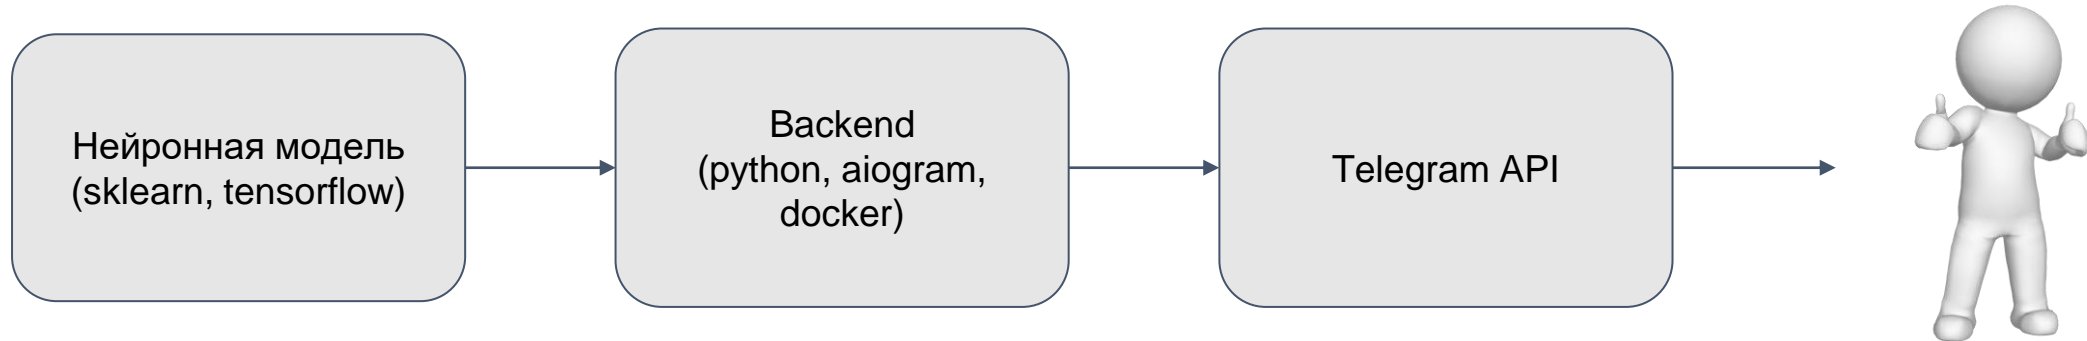 Нейронная модель
(sklearn, tensorflow)
Backend
(python, aiogram,
docker)
Telegram API